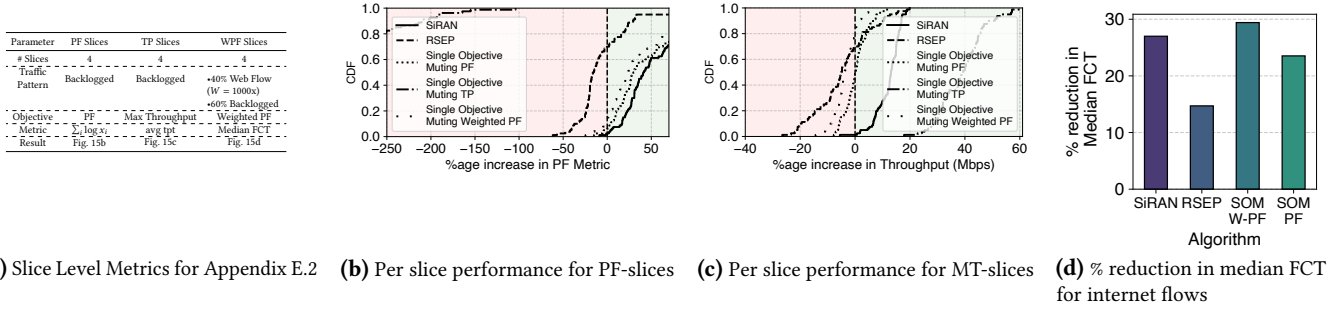 Parameter PF Slices TP Slices WPF Slices
# Slices 4 4 4
Traffic Pattern Backlogged Backlogged •40% Web Flow
(W = 1000x)
•60% Backlogged
Objective PF Max Throughput Weighted PF
Metric ∑i log xi avg tpt Median FCT
Result Fig. 15b Fig. 15c Fig. 15d
) Slice Level Metrics for Appendix E.2
1.0
0.8
0.6
0.4
0.2
0.0
CDF
SiRAN
RSEP
Single Objective
Muting PF
Single Objective
Muting TP
Single Objective
Muting Weighted PF
−250 −200 −150 −100 −50 0 50
%age increase in PF Metric
(b) Per slice performance for PF-slices
1.0
0.8
0.6
0.4
0.2
0.0
CDF
SiRAN
RSEP
Single Objective
Muting PF
Single Objective
Muting TP
Single Objective
Muting Weighted PF
−40 −20 0 20 40 60
%age increase in Throughput (Mbps)
(c) Per slice performance for MT-slices
30
20
10
0
% reduction in
Median FCT
SiRAN RSEP SOM W-PF SOM PF
Algorithm
(d) % reduction in median FCT
for internet flows